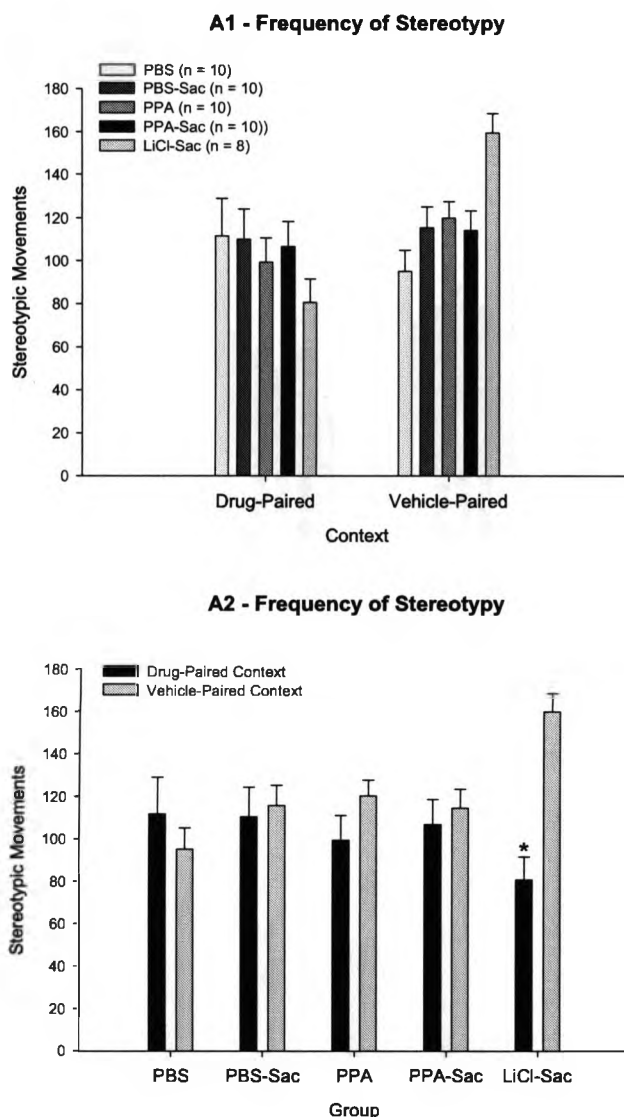 A1 - Frequency of Stereotypy
PBS (n = 10)
PBS-Sac (n = 10)
PPA (n = 10)
PPA-Sac (n = 10))
LiCl-Sac (n = 8)
Stereotypic Movements
180
160
140
120
100
80
60
40
20
0
Drug-Paired
Vehicle-Paired
Context
A2 - Frequency of Stereotypy
Drug-Paired Context
Vehicle-Paired Context
Stereotypic Movements
180
160
140
120
100
80
60
40
20
0
*
PBS
PBS-Sac
PPA
PPA-Sac
LiCl-Sac
Group